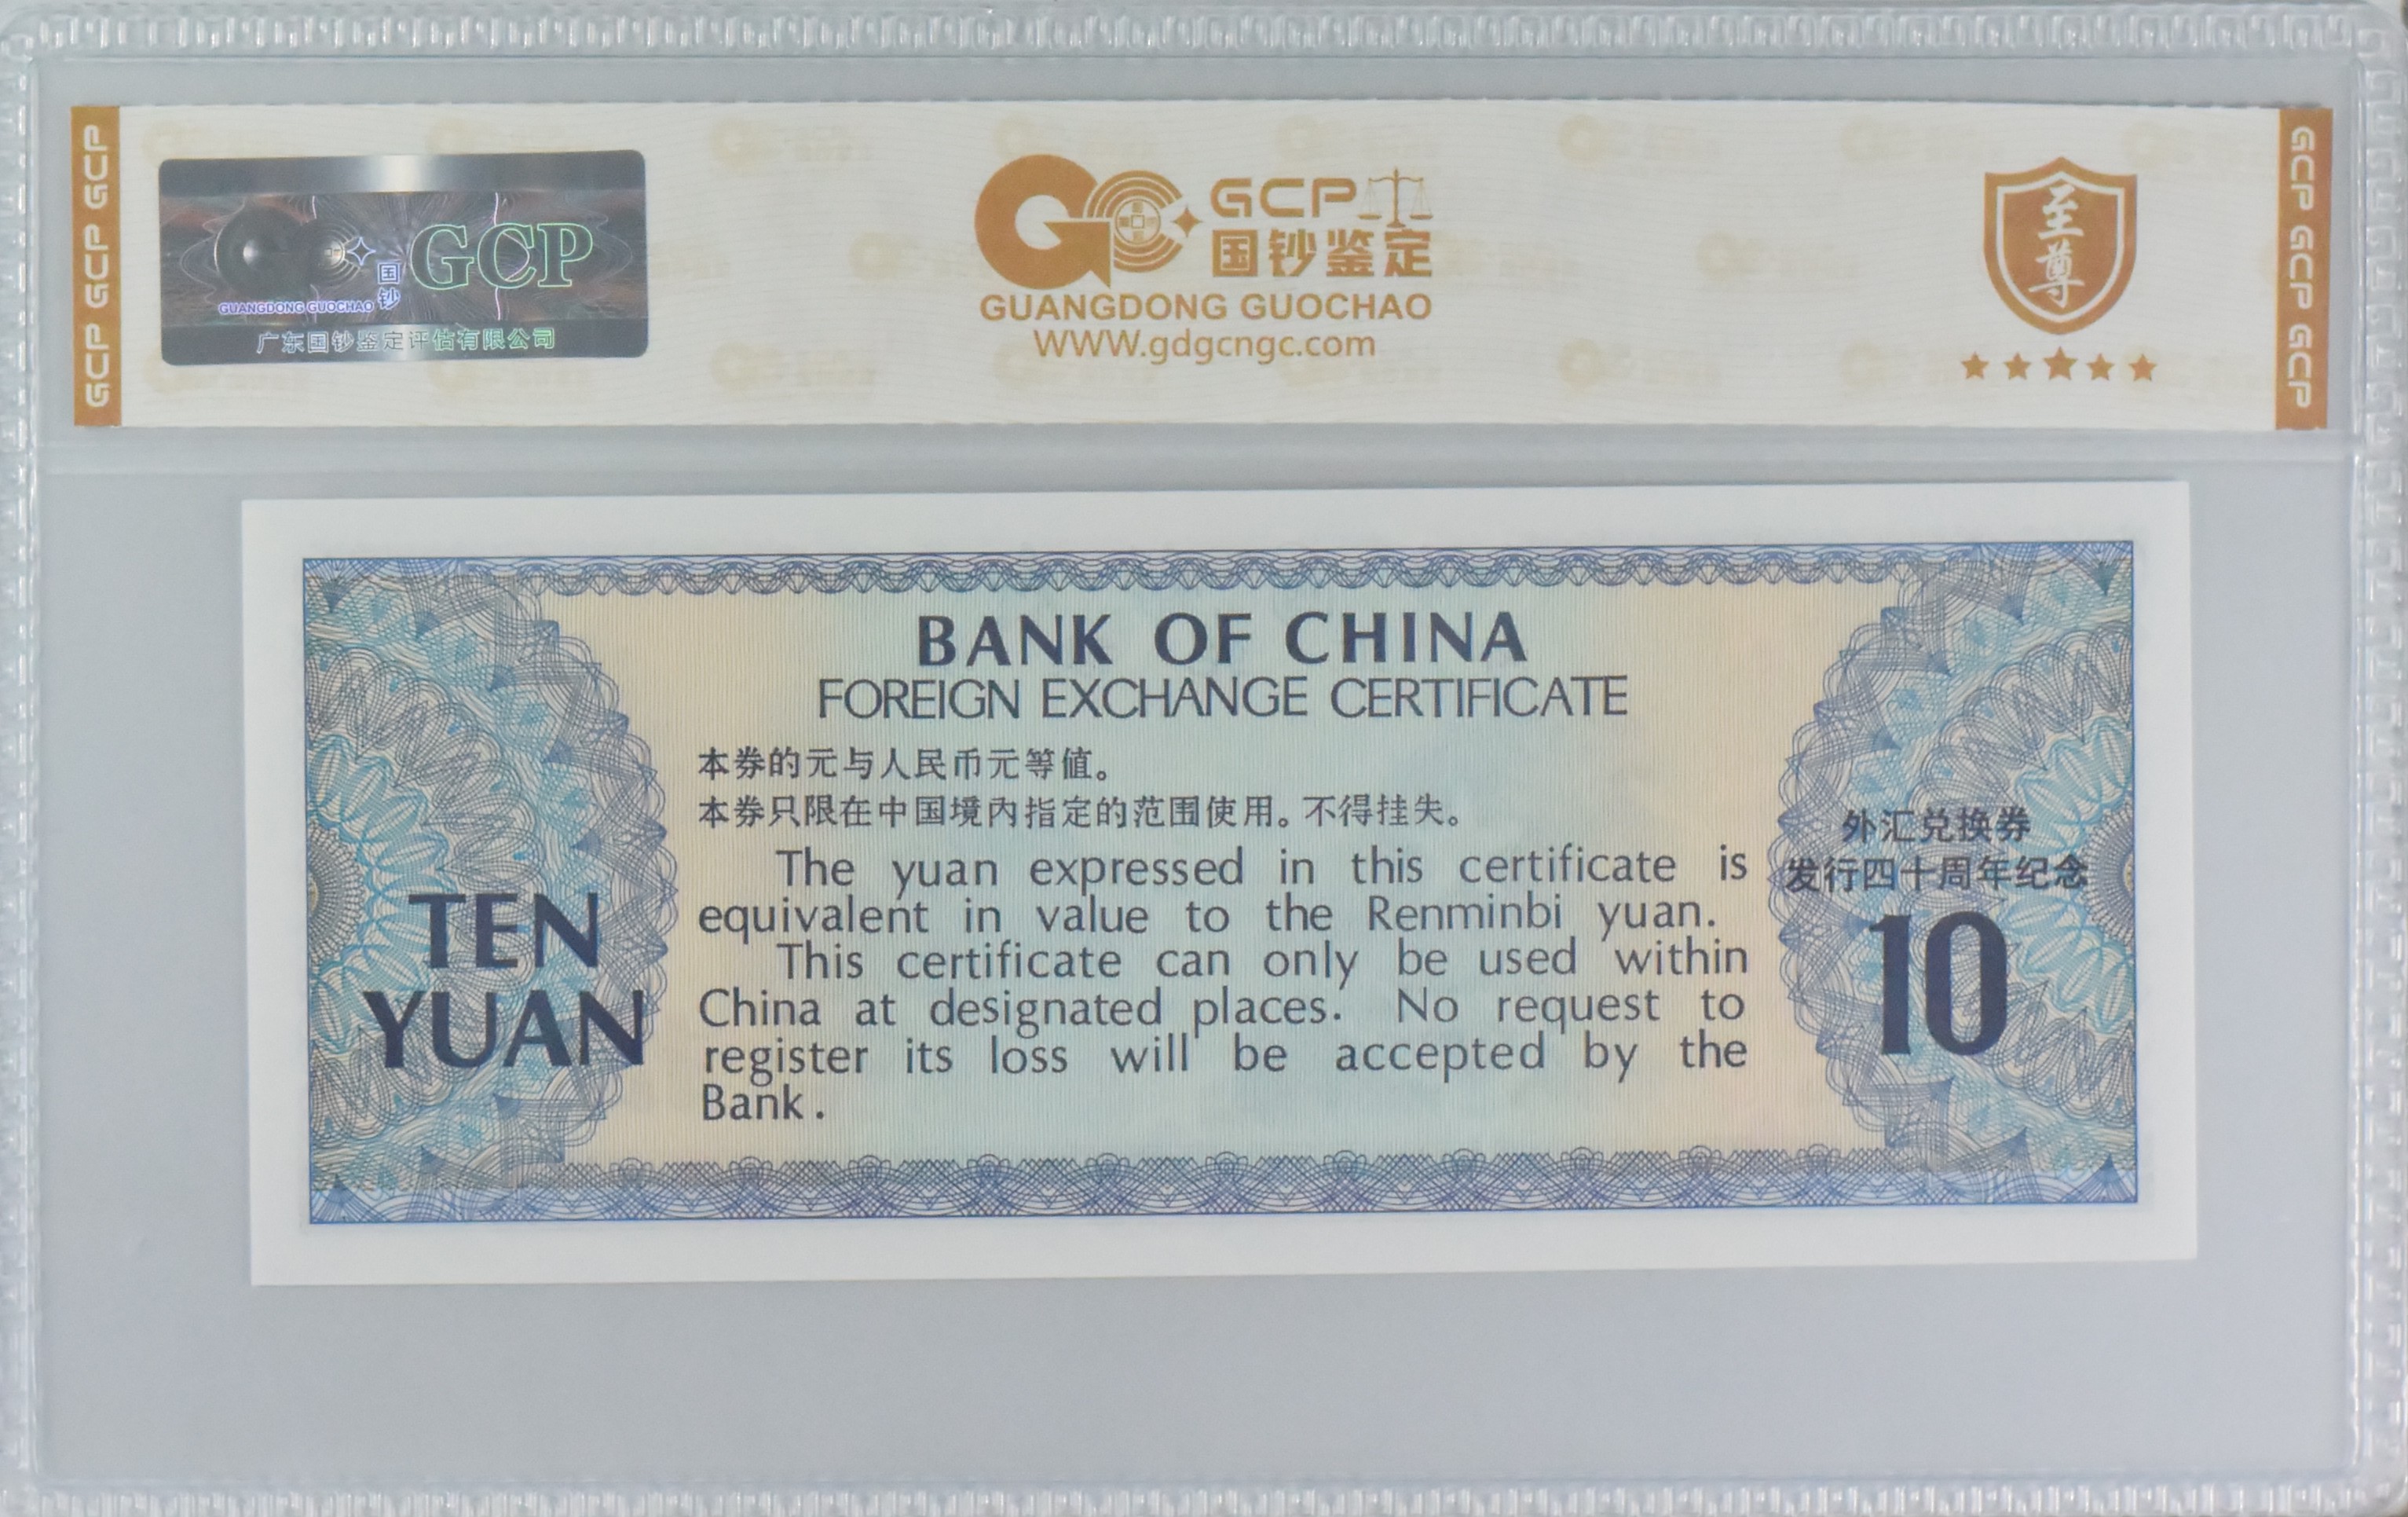 GCP GCP GCP
国钞
GCP
GUANGDONG GUOCHAO
广东国钞鉴定评估有限公司
GCP
国钞鉴定
GUANGDONG GUOCHAO
WWW.gdgcngc.com
至尊
GCP GCP GCP
BANK OF CHINA
FOREIGN EXCHANGE CERTIFICATE
本券的元与人民币元等值。
本券只限在中国境内指定的范围使用。不得挂失。
The yuan expressed in this certificate is
equivalent in value to the Renminbi yuan.
This certificate can only be used within
China at designated places. No request to
register its loss will be accepted by the
Bank.
TEN
YUAN
外汇兑换券
发行四十周年纪念
10